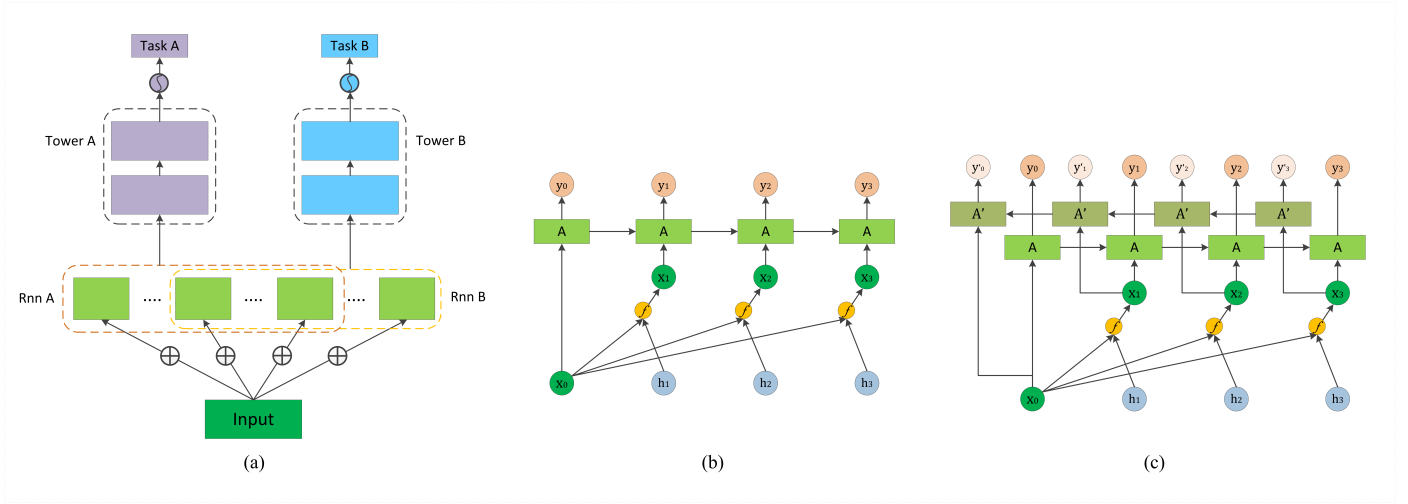 Task A
Task B
Tower A
Tower B
Rnn A
....
....
....
Rnn B
Input
(a)
y0 y1 y2 y3
A A A A
x1 x2 x3
f f f
x0 h1 h2 h3
(b)
y'0 y0 y'1 y1 y'2 y2 y'3 y3
A' A' A' A'
A A A A
x1 x2 x3
f f f
x0 h1 h2 h3
(c)